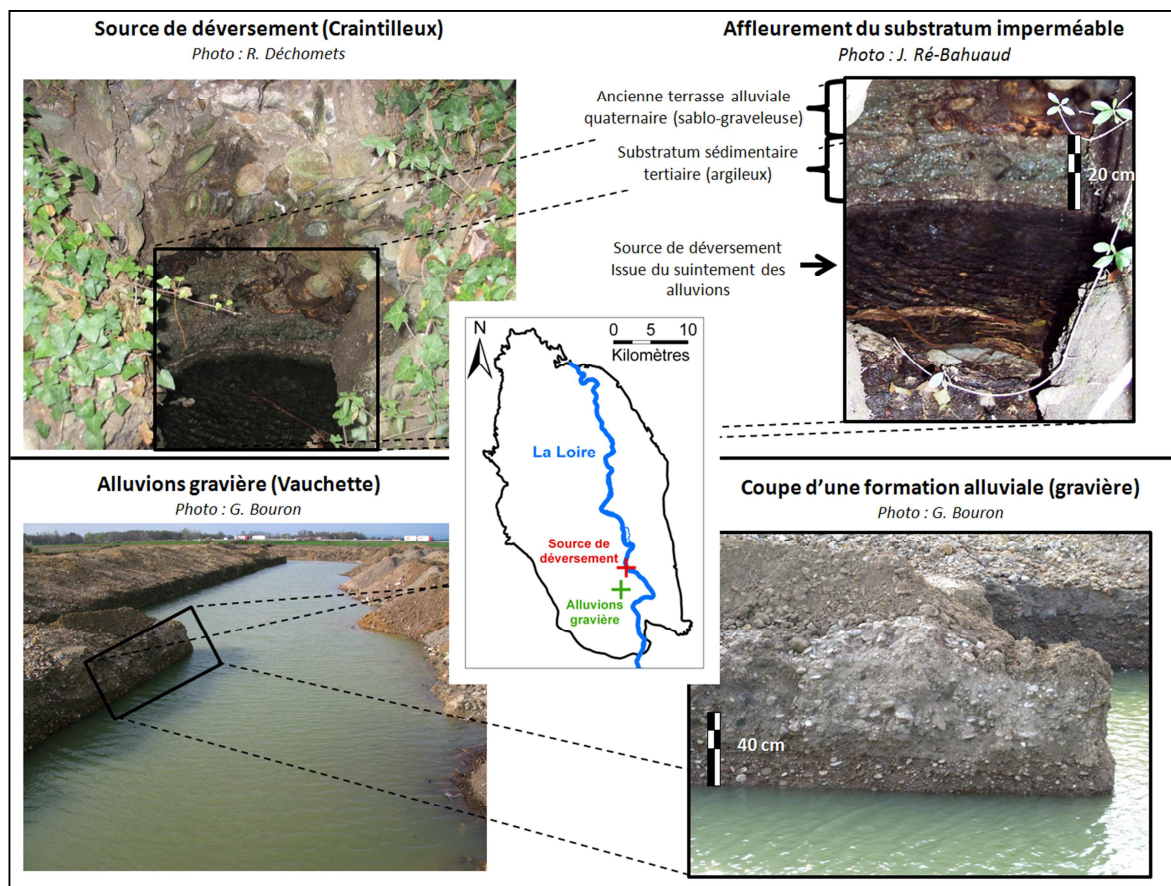 Source de déversement (Craintilleux)
Photo : R. Déchomets
Affleurement du substratum imperméable
Photo : J. Ré-Bahuaud
Ancienne terrasse alluviale
quaternaire (sablo-graveleuse)
Substratum sédimentaire
tertiaire (argileux)
20 cm
Source de déversement
Issue du suintement des
alluvions
N
0 5 10
Kilomètres
La Loire
Source de
déversement
Alluvions
gravière
Alluvions gravière (Vauchette)
Photo : G. Bouron
Coupe d'une formation alluviale (gravière)
Photo : G. Bouron
40 cm